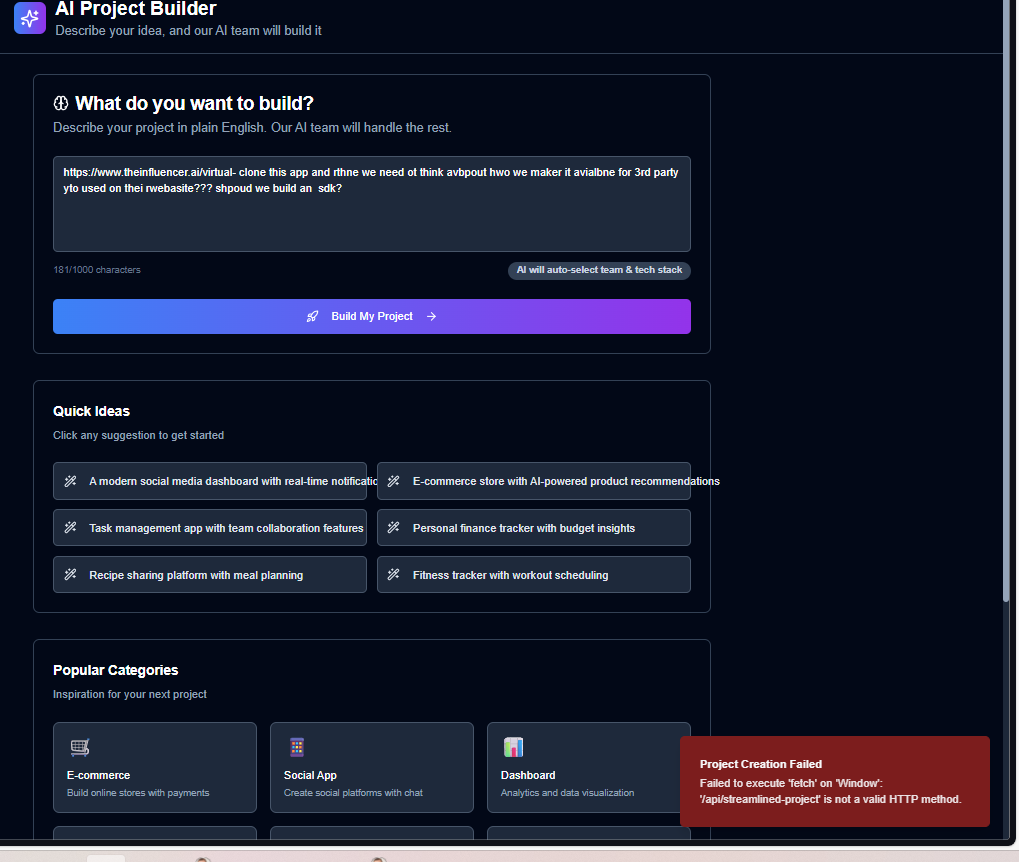 AI Project Builder
Describe your idea, and our AI team will build it
What do you want to build?
Describe your project in plain English. Our AI team will handle the rest.
https://www.theinfluencer.ai/virtual- clone this app and rthne we need ot think avbpout hwo we maker it avialbne for 3rd party
yto used on thei rwebasite??? shpoud we build an  sdk?
181/1000 characters
AI will auto-select team & tech stack
Build My Project
Quick Ideas
Click any suggestion to get started
A modern social media dashboard with real-time notificatio
E-commerce store with AI-powered product recommendations
Task management app with team collaboration features
Personal finance tracker with budget insights
Recipe sharing platform with meal planning
Fitness tracker with workout scheduling
Popular Categories
Inspiration for your next project
E-commerce
Build online stores with payments
Social App
Create social platforms with chat
Dashboard
Analytics and data visualization
Project Creation Failed
Failed to execute 'fetch' on 'Window':
'/api/streamlined-project' is not a valid HTTP method.